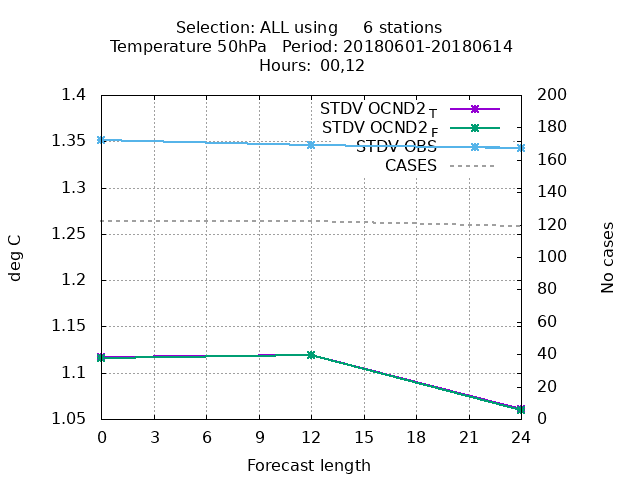 Selection: ALL using     6 stations
Temperature 50hPa   Period: 20180601-20180614
Hours:  00,12
1.4
1.35
1.3
1.25
1.2
1.15
1.1
1.05
200
180
160
140
120
100
80
60
40
20
0
STDV OCND2 T
STDV OCND2 F
STDV OBS
CASES
deg C
No cases
0 3 6 9 12 15 18 21 24
Forecast length